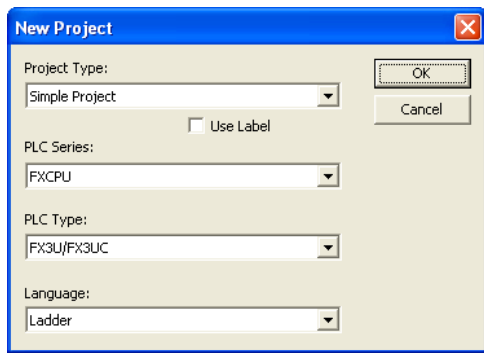 New Project
Project Type:
Simple Project
Use Label
PLC Series:
FXCPU
PLC Type:
FX3U/FX3UC
Language:
Ladder
OK
Cancel